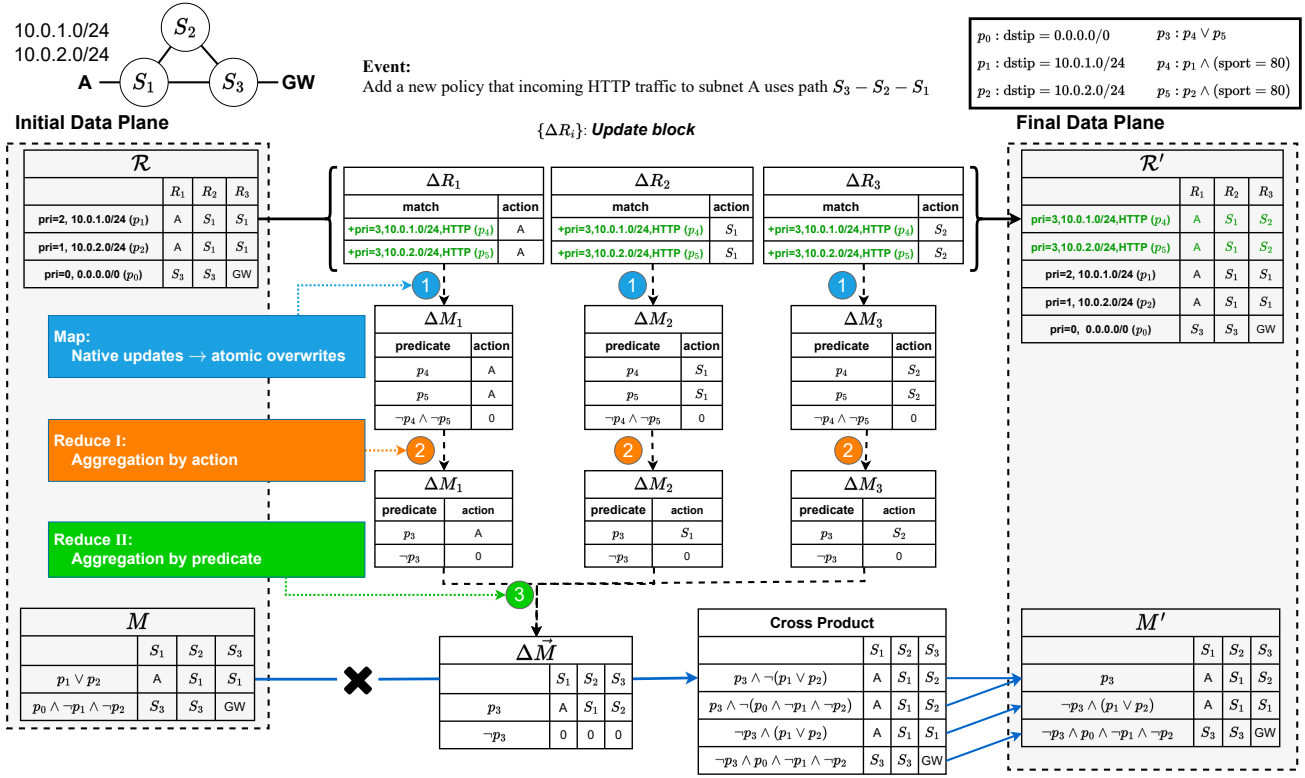 10.0.1.0/24
10.0.2.0/24
S₂
A
S₁
S₃
GW
Event:
Add a new policy that incoming HTTP traffic to subnet A uses path S₃ − S₂ − S₁
p₀ : dstip = 0.0.0.0/0 p₃ : p₄ ∨ p₅
p₁ : dstip = 10.0.1.0/24 p₄ : p₁ ∧ (sport = 80)
p₂ : dstip = 10.0.2.0/24 p₅ : p₂ ∧ (sport = 80)
Initial Data Plane
{ΔRᵢ}: Update block
Final Data Plane
ℛ
R₁ R₂ R₃
pri=2, 10.0.1.0/24 (p₁) A S₁ S₁
pri=1, 10.0.2.0/24 (p₂) A S₁ S₁
pri=0, 0.0.0.0/0 (p₀) S₃ S₃ GW
ΔR₁
match action
+pri=3,10.0.1.0/24,HTTP (p₄) A
+pri=3,10.0.2.0/24,HTTP (p₅) A
ΔR₂
match action
+pri=3,10.0.1.0/24,HTTP (p₄) S₁
+pri=3,10.0.2.0/24,HTTP (p₅) S₁
ΔR₃
match action
+pri=3,10.0.1.0/24,HTTP (p₄) S₂
+pri=3,10.0.2.0/24,HTTP (p₅) S₂
ℛ′
R₁ R₂ R₃
pri=3,10.0.1.0/24,HTTP (p₄) A S₁ S₂
pri=3,10.0.2.0/24,HTTP (p₅) A S₁ S₂
pri=2, 10.0.1.0/24 (p₁) A S₁ S₁
pri=1, 10.0.2.0/24 (p₂) A S₁ S₁
pri=0, 0.0.0.0/0 (p₀) S₃ S₃ GW
1
1
1
Map:
Native updates → atomic overwrites
ΔM₁
predicate action
p₄ A
p₅ A
¬p₄ ∧ ¬p₅ 0
ΔM₂
predicate action
p₄ S₁
p₅ S₁
¬p₄ ∧ ¬p₅ 0
ΔM₃
predicate action
p₄ S₂
p₅ S₂
¬p₄ ∧ ¬p₅ 0
Reduce I:
Aggregation by action
2
2
2
ΔM₁
predicate action
p₃ A
¬p₃ 0
ΔM₂
predicate action
p₃ S₁
¬p₃ 0
ΔM₃
predicate action
p₃ S₂
¬p₃ 0
Reduce II:
Aggregation by predicate
3
M
S₁ S₂ S₃
p₁ ∨ p₂ A S₁ S₁
p₀ ∧ ¬p₁ ∧ ¬p₂ S₃ S₃ GW
ΔM⃗
S₁ S₂ S₃
p₃ A S₁ S₂
¬p₃ 0 0 0
Cross Product
S₁ S₂ S₃
p₃ ∧ ¬(p₁ ∨ p₂) A S₁ S₂
p₃ ∧ ¬(p₀ ∧ ¬p₁ ∧ ¬p₂) A S₁ S₂
¬p₃ ∧ (p₁ ∨ p₂) A S₁ S₁
¬p₃ ∧ p₀ ∧ ¬p₁ ∧ ¬p₂ S₃ S₃ GW
M′
S₁ S₂ S₃
p₃ A S₁ S₂
¬p₃ ∧ (p₁ ∨ p₂) A S₁ S₁
¬p₃ ∧ p₀ ∧ ¬p₁ ∧ ¬p₂ S₃ S₃ GW